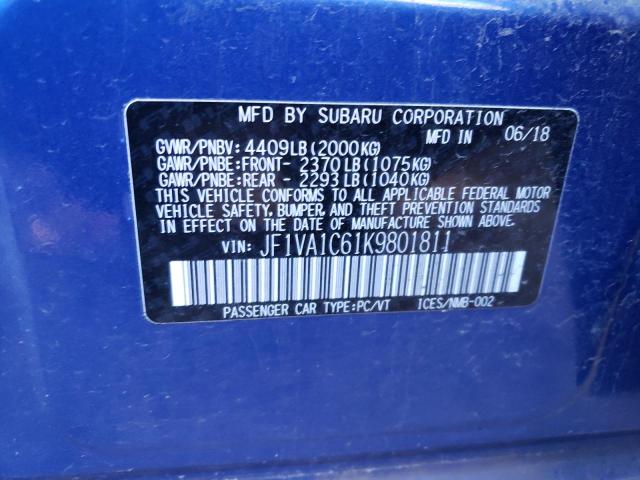 MFD BY SUBARU CORPORATION
MFD IN 06/18
GVWR/PNBV: 4409LB(2000KG)
GAWR/PNBE:FRONT- 2370LB(1075KG)
GAWR/PNBE:REAR - 2293LB(1040KG)
THIS VEHICLE CONFORMS TO ALL APPLICABLE FEDERAL MOTOR
VEHICLE SAFETY, BUMPER, AND THEFT PREVENTION STANDARDS
IN EFFECT ON THE DATE OF MANUFACTURE SHOWN ABOVE.
VIN: JF1VA1C61K9801811
PASSENGER CAR TYPE:PC/VT ICES/NMB-002